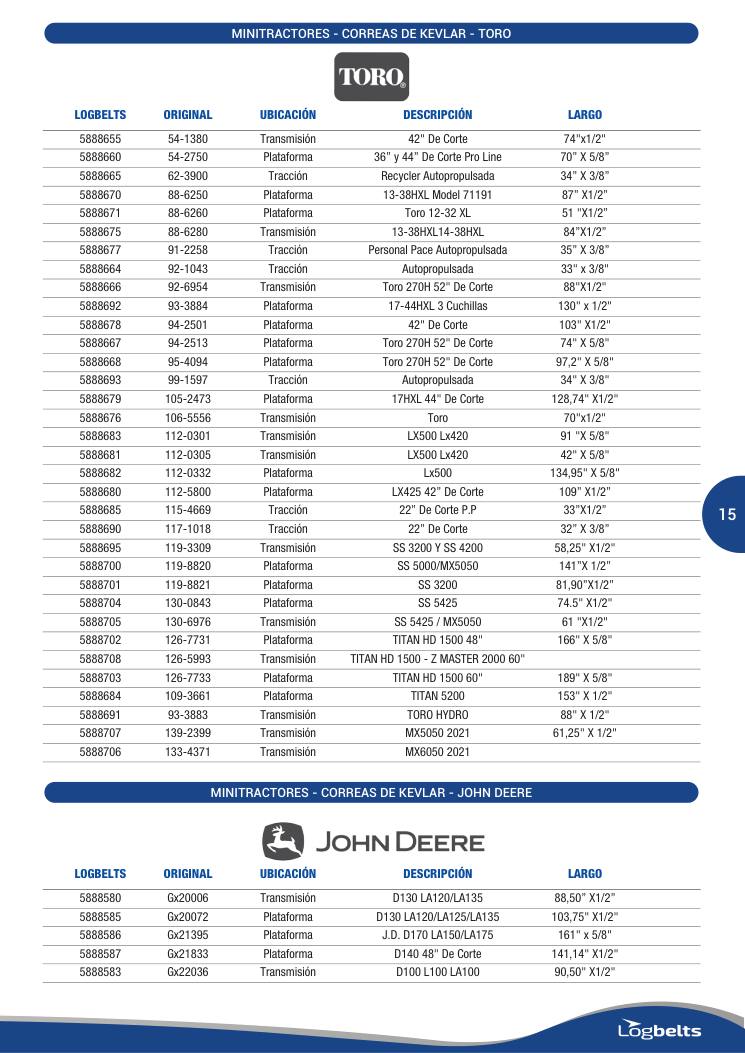 MINITRACTORES - CORREAS DE KEVLAR - TORO
TORO®
LOGBELTS ORIGINAL UBICACIÓN DESCRIPCIÓN LARGO
5888655 54-1380 Transmisión 42" De Corte 74"x1/2"
5888660 54-2750 Plataforma 36” y 44” De Corte Pro Line 70” X 5/8”
5888665 62-3900 Tracción Recycler Autopropulsada 34” X 3/8”
5888670 88-6250 Plataforma 13-38HXL Model 71191 87” X1/2”
5888671 88-6260 Plataforma Toro 12-32 XL 51 "X1/2”
5888675 88-6280 Transmisión 13-38HXL14-38HXL 84”X1/2”
5888677 91-2258 Tracción Personal Pace Autopropulsada 35” X 3/8”
5888664 92-1043 Tracción Autopropulsada 33" x 3/8"
5888666 92-6954 Transmisión Toro 270H 52" De Corte 88"X1/2"
5888692 93-3884 Plataforma 17-44HXL 3 Cuchillas 130" x 1/2"
5888678 94-2501 Plataforma 42" De Corte 103" X1/2"
5888667 94-2513 Plataforma Toro 270H 52" De Corte 74" X 5/8"
5888668 95-4094 Plataforma Toro 270H 52" De Corte 97,2" X 5/8"
5888693 99-1597 Tracción Autopropulsada 34" X 3/8"
5888679 105-2473 Plataforma 17HXL 44" De Corte 128,74" X1/2"
5888676 106-5556 Transmisión Toro 70"x1/2"
5888683 112-0301 Transmisión LX500 Lx420 91 "X 5/8"
5888681 112-0305 Transmisión LX500 Lx420 42" X 5/8"
5888682 112-0332 Plataforma Lx500 134,95" X 5/8"
5888680 112-5800 Plataforma LX425 42” De Corte 109” X1/2”
5888685 115-4669 Tracción 22” De Corte P.P 33”X1/2”
5888690 117-1018 Tracción 22” De Corte 32” X 3/8”
5888695 119-3309 Transmisión SS 3200 Y SS 4200 58,25" X1/2"
5888700 119-8820 Plataforma SS 5000/MX5050 141”X 1/2”
5888701 119-8821 Plataforma SS 3200 81,90”X1/2”
5888704 130-0843 Plataforma SS 5425 74.5" X1/2"
5888705 130-6976 Transmisión SS 5425 / MX5050 61 "X1/2"
5888702 126-7731 Plataforma TITAN HD 1500 48" 166" X 5/8"
5888708 126-5993 Transmisión TITAN HD 1500 - Z MASTER 2000 60"
5888703 126-7733 Plataforma TITAN HD 1500 60" 189" X 5/8"
5888684 109-3661 Plataforma TITAN 5200 153" X 1/2"
5888691 93-3883 Transmisión TORO HYDRO 88" X 1/2"
5888707 139-2399 Transmisión MX5050 2021 61,25" X 1/2"
5888706 133-4371 Transmisión MX6050 2021
15
MINITRACTORES - CORREAS DE KEVLAR - JOHN DEERE
JOHN DEERE
LOGBELTS ORIGINAL UBICACIÓN DESCRIPCIÓN LARGO
5888580 Gx20006 Transmisión D130 LA120/LA135 88,50” X1/2”
5888585 Gx20072 Plataforma D130 LA120/LA125/LA135 103,75" X1/2"
5888586 Gx21395 Plataforma J.D. D170 LA150/LA175 161" x 5/8"
5888587 Gx21833 Plataforma D140 48" De Corte 141,14" X1/2"
5888583 Gx22036 Transmisión D100 L100 LA100 90,50" X1/2"
Logbelts